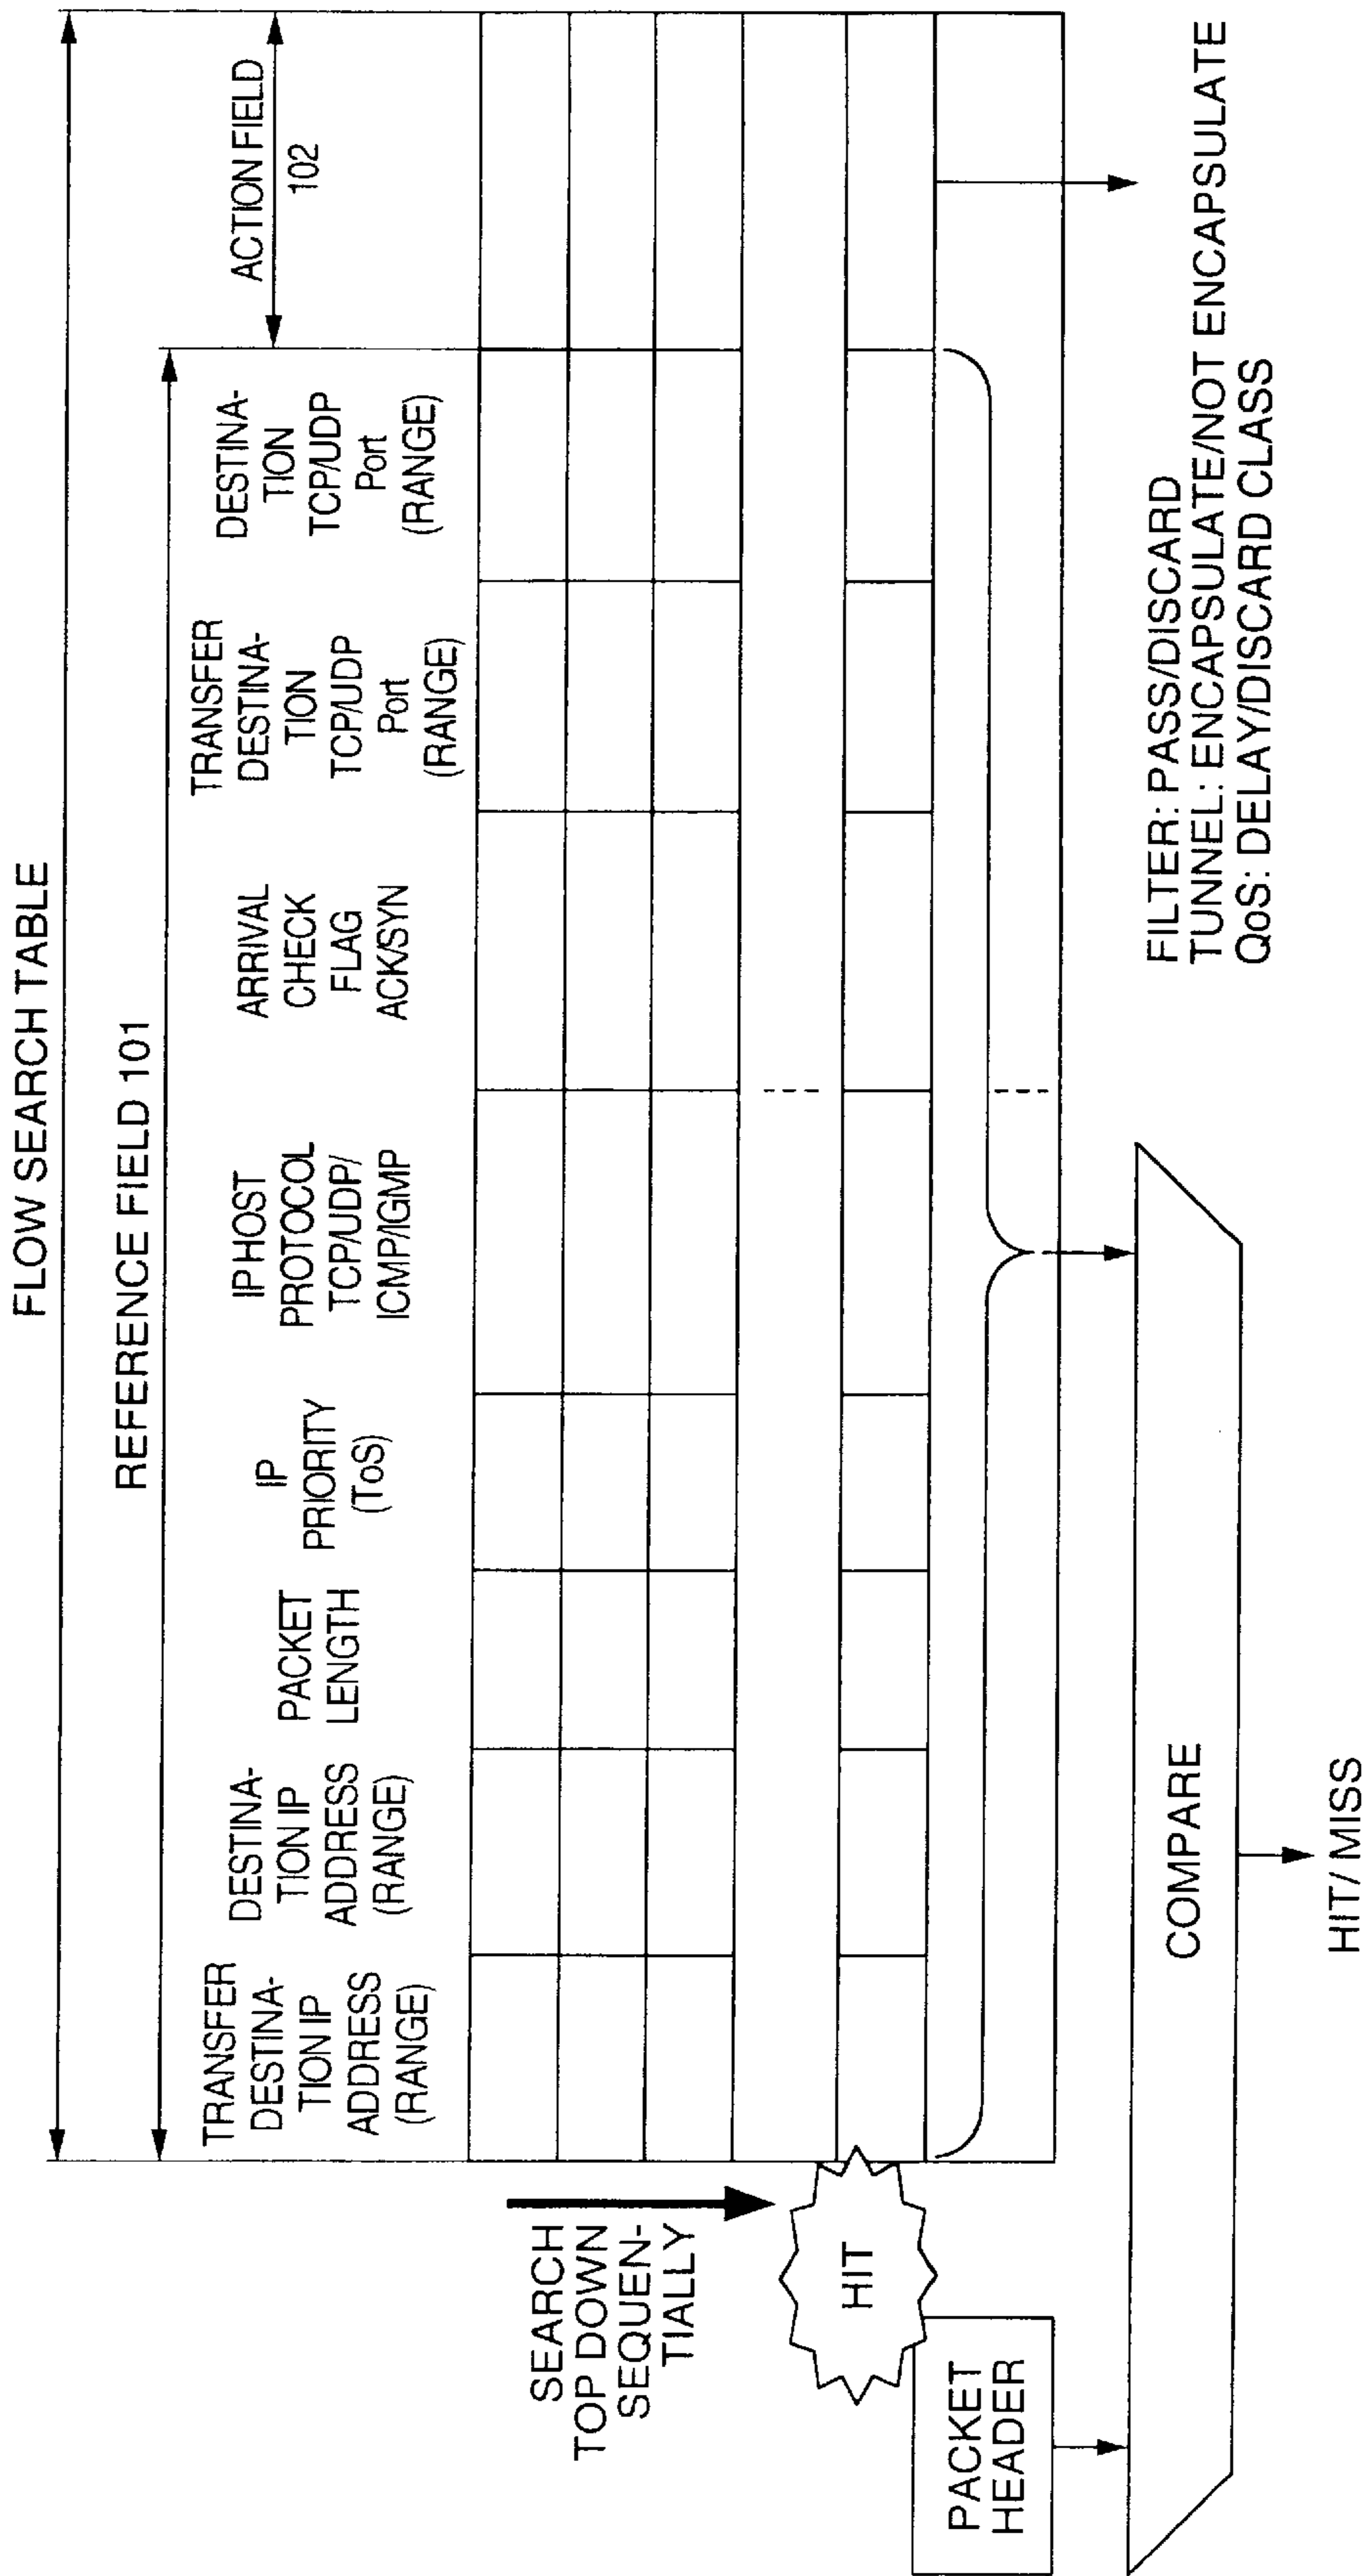 FLOW SEARCH TABLE
REFERENCE FIELD 101
ACTION FIELD
102
TRANSFER
DESTINA-
TION IP
ADDRESS
(RANGE)
DESTINA-
TION IP
ADDRESS
(RANGE)
PACKET
LENGTH
IP
PRIORITY
(ToS)
IP HOST
PROTOCOL
TCP/UDP/
ICMP/IGMP
ARRIVAL
CHECK
FLAG
ACK/SYN
TRANSFER
DESTINA-
TION
TCP/UDP
Port
(RANGE)
DESTINA-
TION
TCP/UDP
Port
(RANGE)
SEARCH
TOP DOWN
SEQUEN-
TIALLY
HIT
PACKET
HEADER
COMPARE
HIT/ MISS
FILTER: PASS/DISCARD
TUNNEL: ENCAPSULATE/NOT ENCAPSULATE
QoS: DELAY/DISCARD CLASS